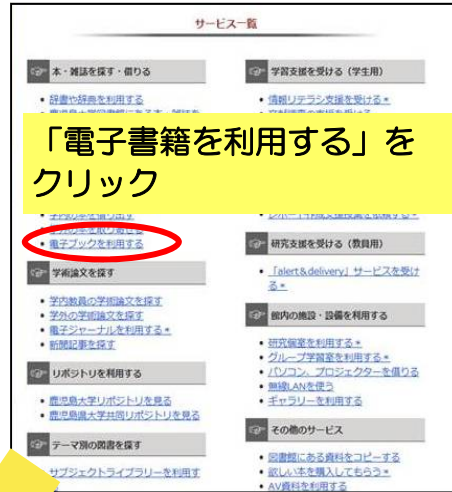 サービス一覧
本・雑誌を探す・借りる
・辞書や辞典を利用する
「電子書籍を利用する」を
クリック
・電子ブックを利用する
学術論文を探す
・学内教員の学術論文を探す
・学外の学術論文を探す
・電子ジャーナルを利用する*
・新聞記事を探す
リポジトリを利用する
・鹿児島大学リポジトリを見る
・鹿児島県大学共同リポジトリを見る
テーマ別の図書を探す
サブジェクトライブラリーを利用す
学習支援を受ける（学生用）
・情報リテラシ支援を受ける*
研究支援を受ける（教員用）
・「alert&delivery」サービスを受け
る*
館内の施設・設備を利用する
・研究個室を利用する*
・グループ学習室を利用する*
・パソコン、プロジェクターを借りる
・無線LANを使う
・ギャラリーを利用する
その他のサービス
・図書館にある資料をコピーする
・欲しい本を購入してもらう*
・AV資料を利用する